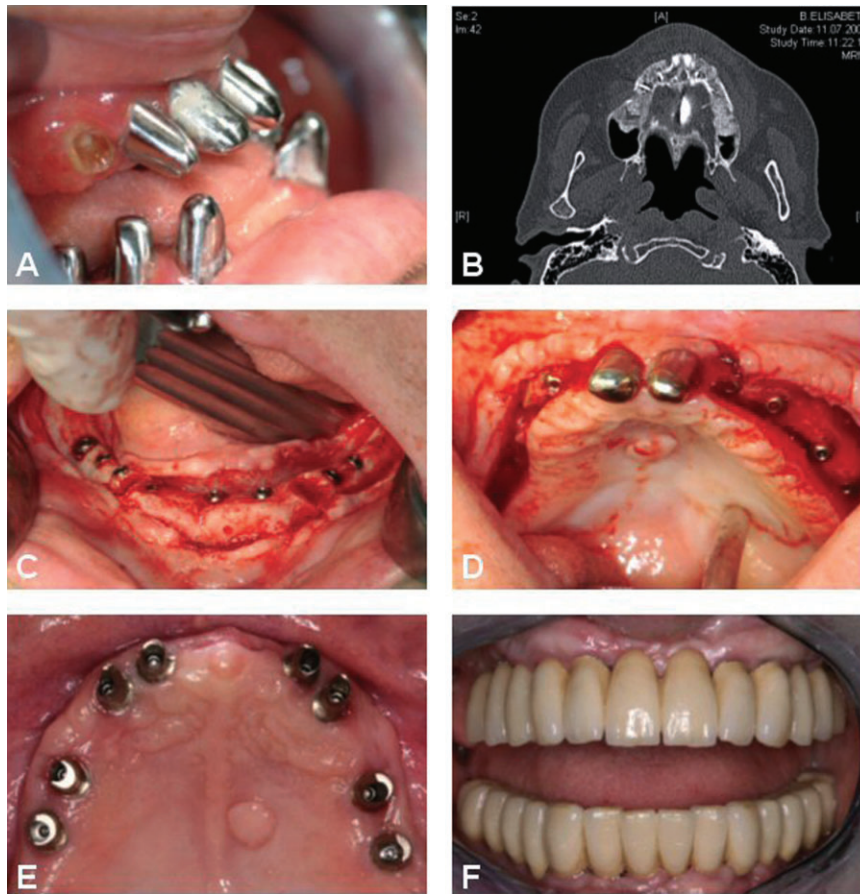 A
Se:2
Im:42
[A]
B.ELISABET
Study Date:11.07.200
Study Time:11:22:1
MRI
[R]
B
C
D
E
F